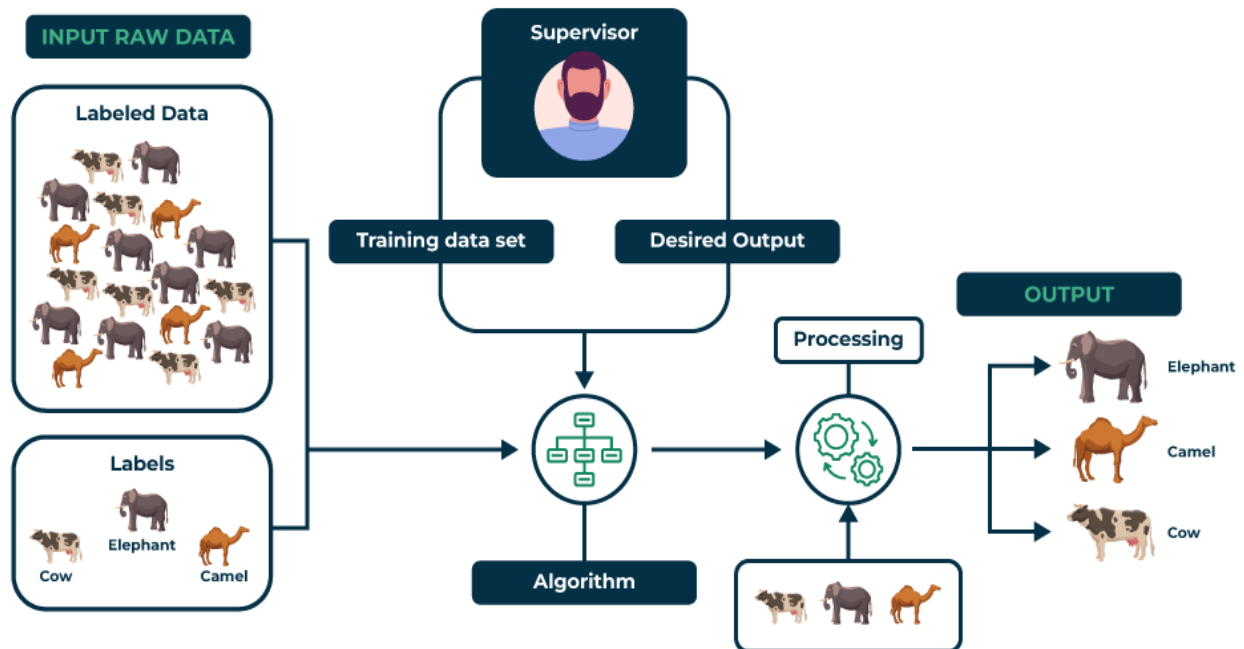 INPUT RAW DATA
Labeled Data
Labels
Cow
Elephant
Camel
Supervisor
Training data set
Desired Output
Algorithm
Processing
OUTPUT
Elephant
Camel
Cow